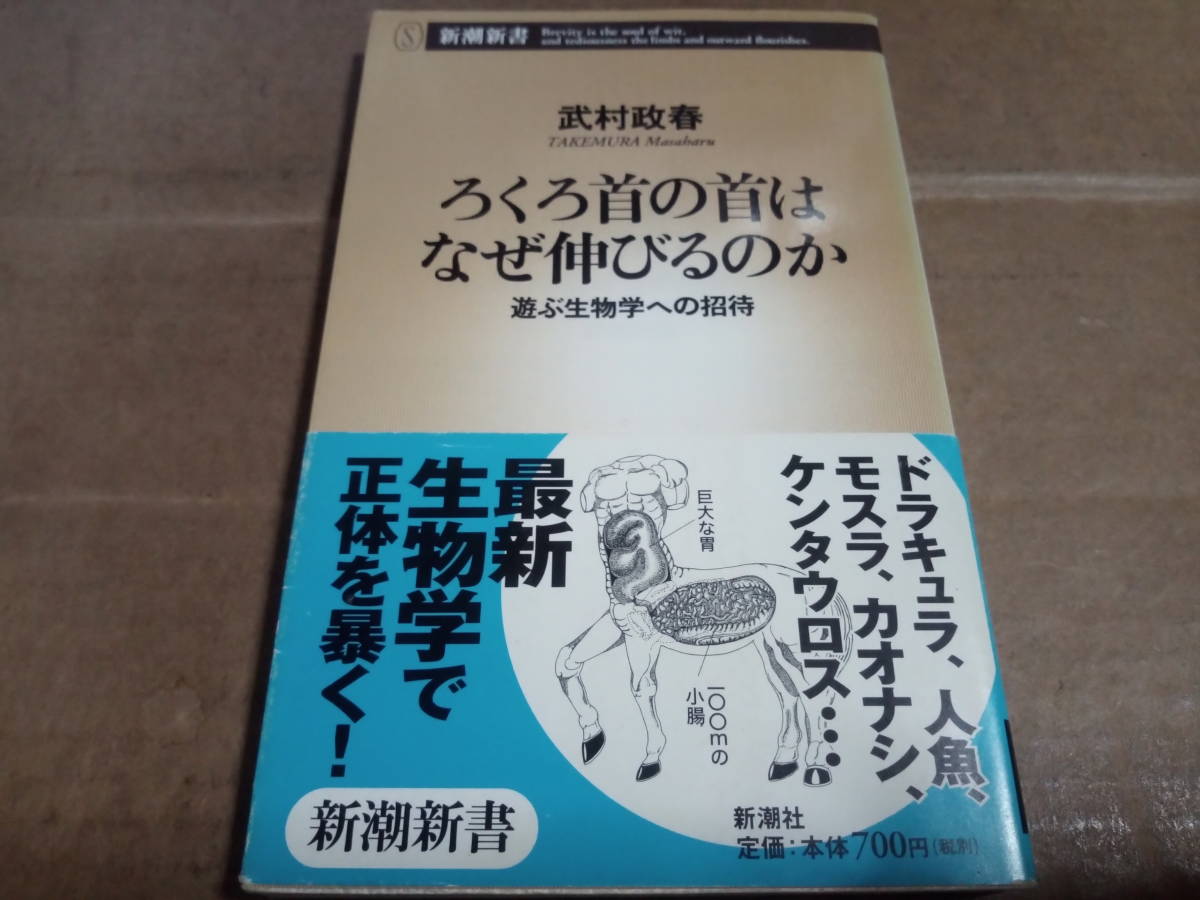 S 新潮新書 Brevity is the soul of wit,
and tediousness the limbs and outward flourishes.
武村政春
TAKEMURA Masaharu
ろくろ首の首は
なぜ伸びるのか
遊ぶ生物学への招待
ドラキュラ、人魚、
モスラ、カオナシ、
ケンタウロス…
巨大な胃
一〇〇mの
小腸
最新
生物学で
正体を暴く!
新潮新書
新潮社
定価:本体700円(税別)